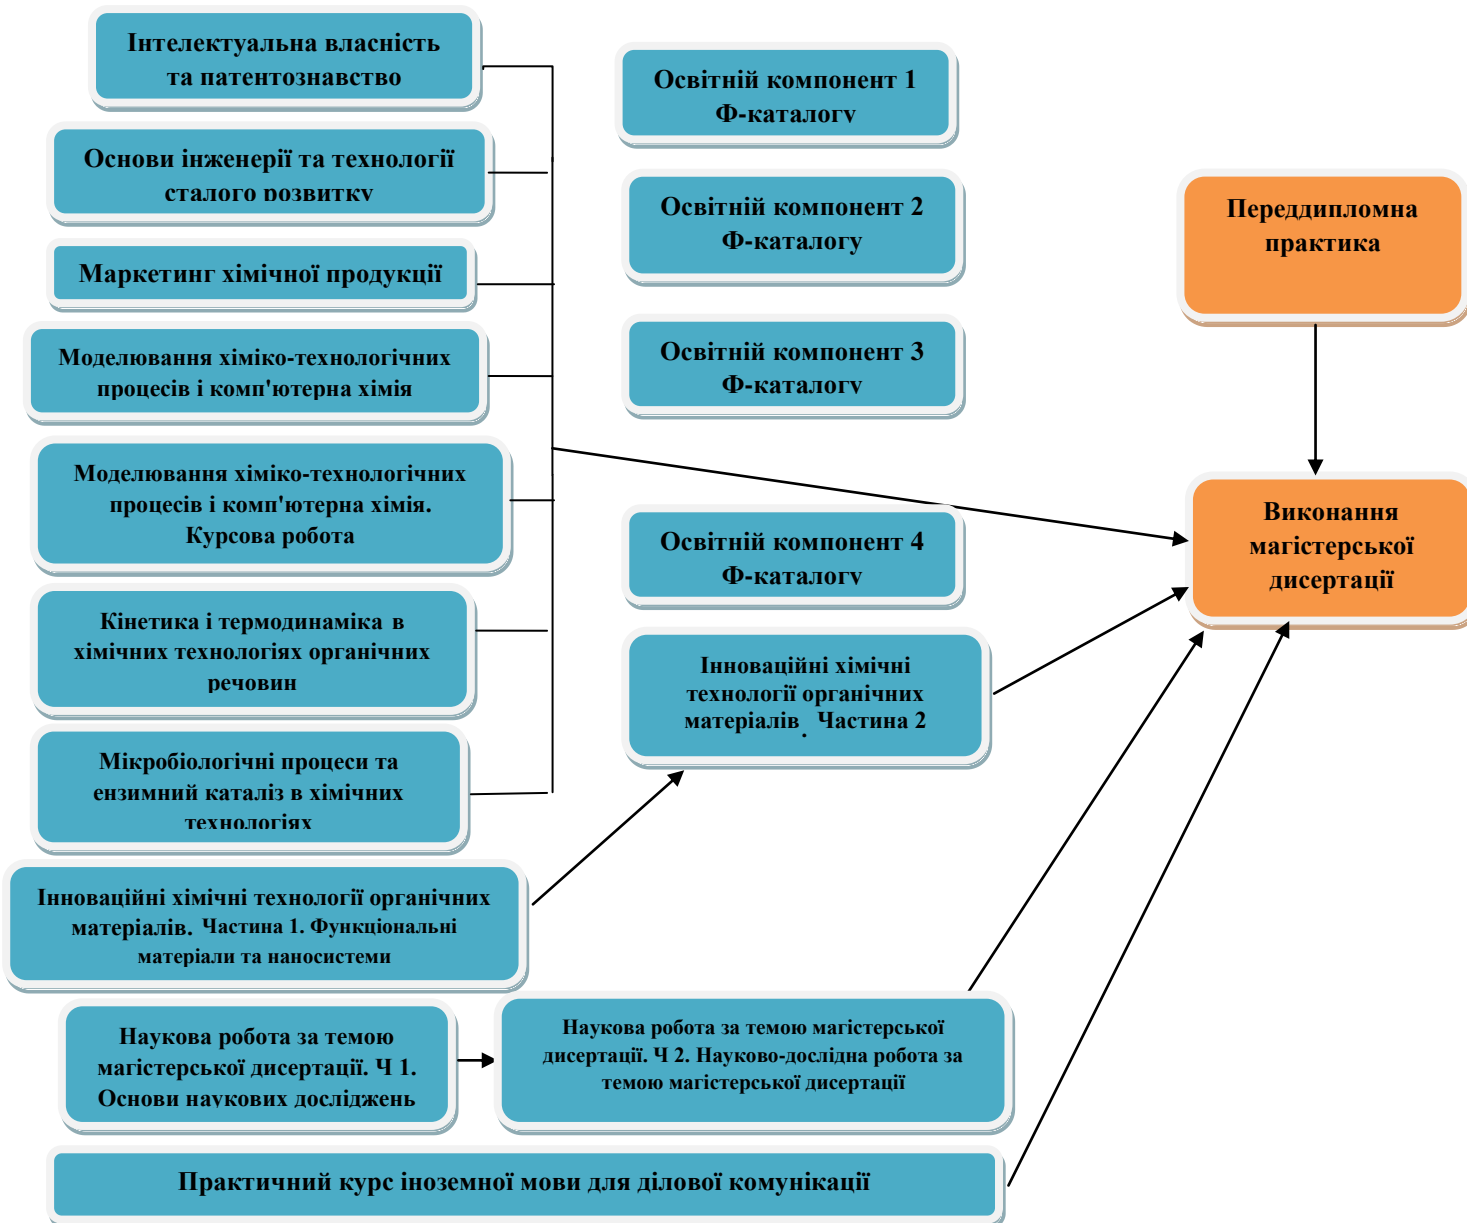 Інтелектуальна власність
та патентознавство
Основи інженерії та технології
сталого розвитку
Маркетинг хімічної продукції
Моделювання хіміко-технологічних
процесів і комп'ютерна хімія
Моделювання хіміко-технологічних
процесів і комп'ютерна хімія.
Курсова робота
Кінетика і термодинаміка в
хімічних технологіях органічних
речовин
Мікробіологічні процеси та
ензимний каталіз в хімічних
технологіях
Інноваційні хімічні технології органічних
матеріалів. Частина 1. Функціональні
матеріали та наносистеми
Наукова робота за темою
магістерської дисертації. Ч 1.
Основи наукових досліджень
Освітній компонент 1
Ф-каталогу
Освітній компонент 2
Ф-каталогу
Освітній компонент 3
Ф-каталогу
Освітній компонент 4
Ф-каталогу
Інноваційні хімічні
технології органічних
матеріалів. Частина 2
Наукова робота за темою магістерської
дисертації. Ч 2. Науково-дослідна робота за
темою магістерської дисертації
Практичний курс іноземної мови для ділової комунікації
Переддипломна
практика
Виконання
магістерської
дисертації